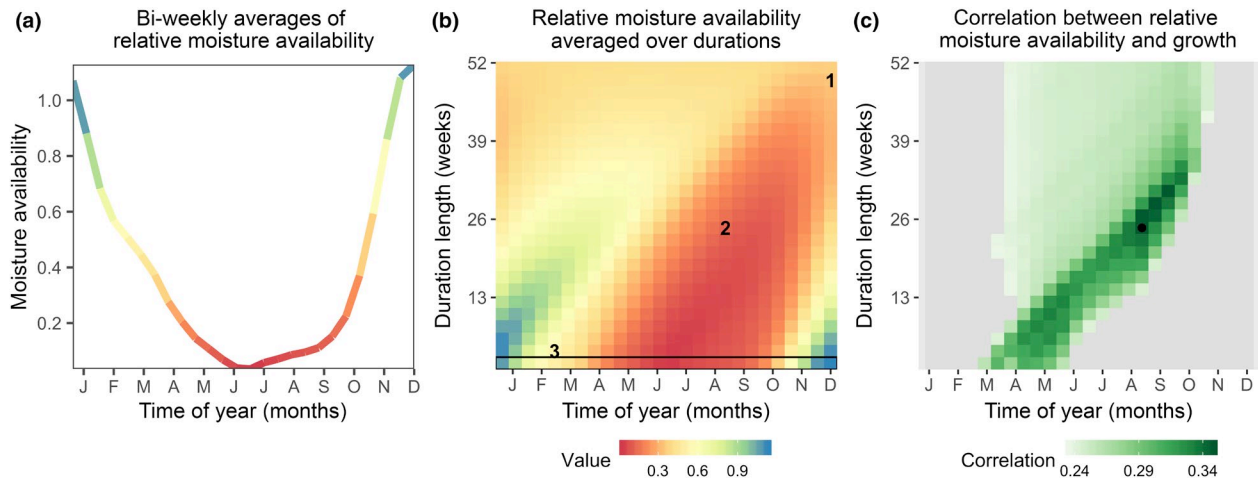 (a)
Bi-weekly averages of
relative moisture availability
Moisture availability
1.0
0.8
0.6
0.4
0.2
J F M A M J J A S O N D
Time of year (months)
(b)
Relative moisture availability
averaged over durations
Duration length (weeks)
52
39
26
13
1
2
3
J F M A M J J A S O N D
Time of year (months)
Value
0.3 0.6 0.9
(c)
Correlation between relative
moisture availability and growth
Duration length (weeks)
52
39
26
13
J F M A M J J A S O N D
Time of year (months)
Correlation
0.24 0.29 0.34